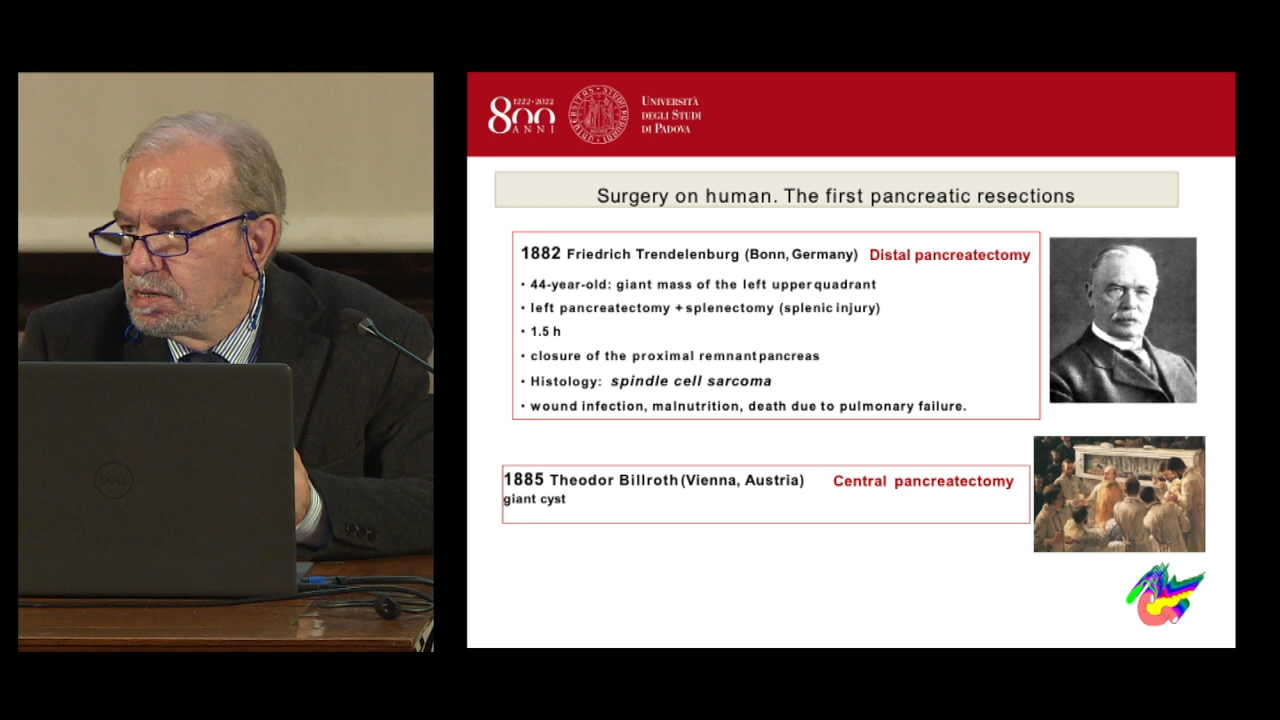 800
1222-2022
ANNI
UNIVERSITÀ
DEGLI STUDI
DI PADOVA
Surgery on human. The first pancreatic resections
1882 Friedrich Trendelenburg (Bonn, Germany) Distal pancreatectomy
• 44-year-old: giant mass of the left upper quadrant
• left pancreatectomy + splenectomy (splenic injury)
• 1.5 h
• closure of the proximal remnant pancreas
• Histology: spindle cell sarcoma
• wound infection, malnutrition, death due to pulmonary failure.
1885 Theodor Billroth (Vienna, Austria) Central pancreatectomy
giant cyst
DELL